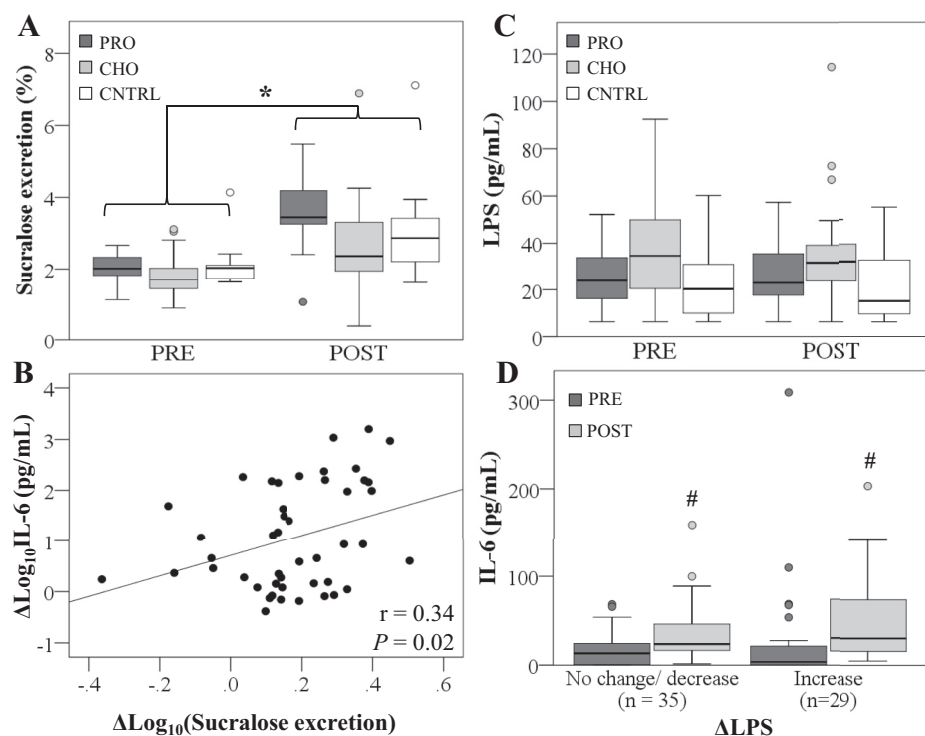 A
PRO
CHO
CNTRL
*
8
6
4
2
0
Sucralose excretion (%)
PRE
POST
C
PRO
CHO
CNTRL
120
100
80
60
40
20
0
LPS (pg/mL)
PRE
POST
B
4
3
2
1
0
-1
ΔLog₁₀IL-6 (pg/mL)
r = 0.34
P = 0.02
-.4
-.2
.0
.2
.4
.6
ΔLog₁₀(Sucralose excretion)
D
PRE
POST
#
#
300
200
100
0
IL-6 (pg/mL)
No change/ decrease
(n = 35)
Increase
(n=29)
ΔLPS